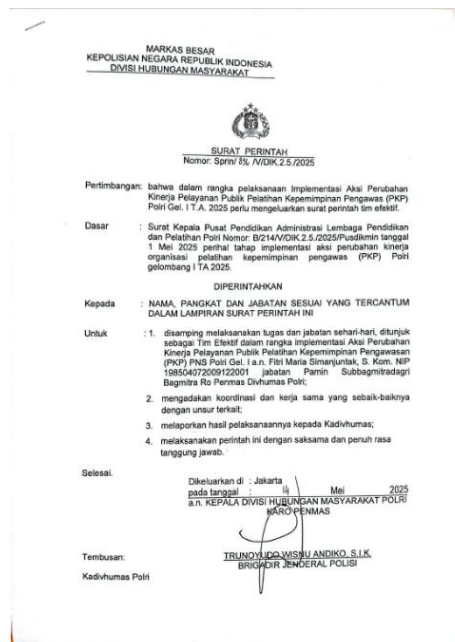 MARKAS BESAR
KEPOLISIAN NEGARA REPUBLIK INDONESIA
DIVISI HUBUNGAN MASYARAKAT
SURAT PERINTAH
Nomor: Sprin/ /V/DIK.2.5./2025
Pertimbangan: bahwa dalam rangka pelaksanaan Implementasi Aksi Perubahan
Kinerja Pelayanan Publik Pelatihan Kepemimpinan Pengawas (PKP)
Polri Gel. I T.A. 2025 perlu mengeluarkan surat perintah tim efektif.
Dasar : Surat Kepala Pusat Pendidikan Administrasi Lembaga Pendidikan
dan Pelatihan Polri Nomor: B/214/V/DIK.2.5./2025/Pusdikmin tanggal
1 Mei 2025 perihal tahap implementasi aksi perubahan kinerja
organisasi pelatihan kepemimpinan pengawas (PKP) Polri
gelombang I TA 2025.
DIPERINTAHKAN
Kepada : NAMA, PANGKAT DAN JABATAN SESUAI YANG TERCANTUM
DALAM LAMPIRAN SURAT PERINTAH INI
Untuk : 1. disamping melaksanakan tugas dan jabatan sehari-hari, ditunjuk
sebagai Tim Efektif dalam rangka implementasi Aksi Perubahan
Kinerja Pelayanan Publik Pelatihan Kepemimpinan Pengawasan
(PKP) PNS Polri Gel. I a.n. Fitri Maria Simanjuntak, S. Kom. NIP
198504072009122001 jabatan Pamin Subbagmitradagri
Bagmitra Ro Penmas Divhumas Polri;
2. mengadakan koordinasi dan kerja sama yang sebaik-baiknya
dengan unsur terkait;
3. melaporkan hasil pelaksanaannya kepada Kadivhumas;
4. melaksanakan perintah ini dengan saksama dan penuh rasa
tanggung jawab.
Selesai.
Dikeluarkan di : Jakarta
pada tanggal : Mei 2025
a.n. KEPALA DIVISI HUBUNGAN MASYARAKAT POLRI
KARO PENMAS
TRUNOYUDO WISNU ANDIKO, S.I.K.
BRIGADIR JENDERAL POLISI
Tembusan:
Kadivhumas Polri